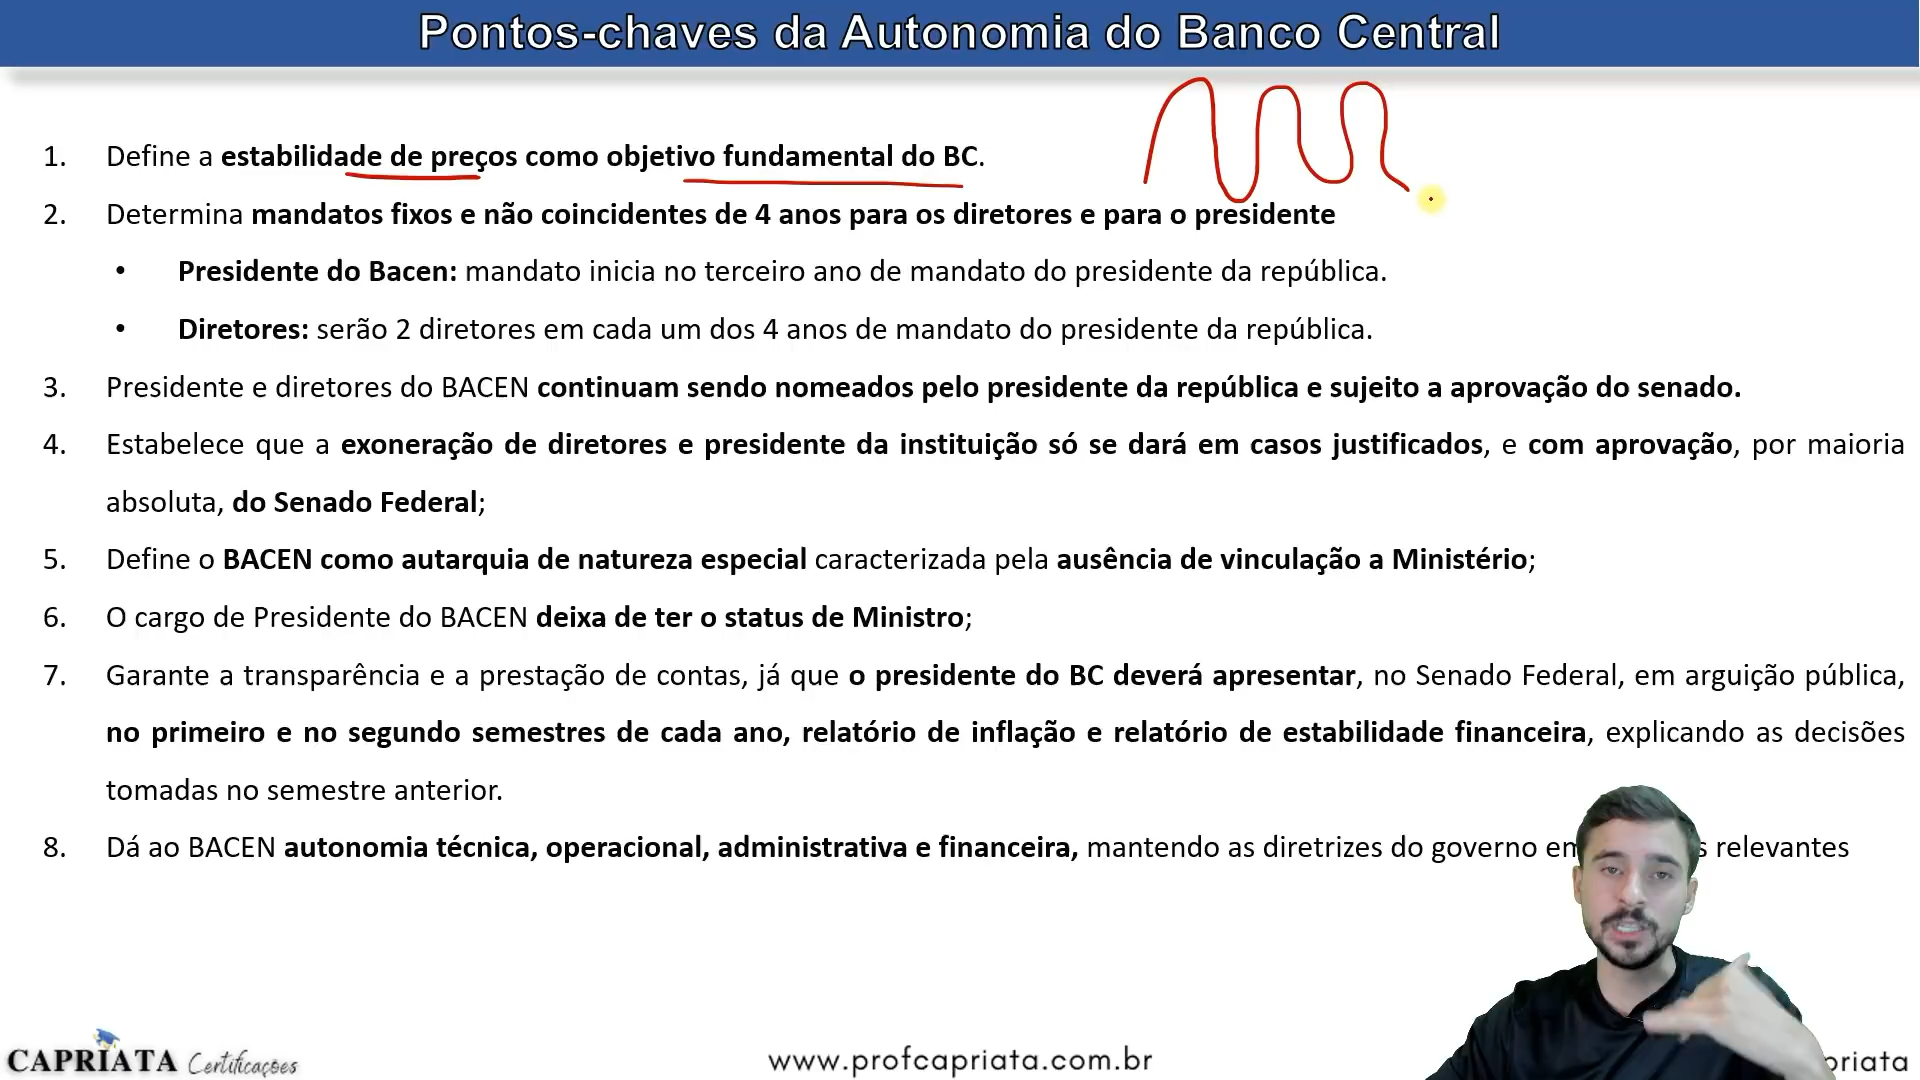 Pontos-chaves da Autonomia do Banco Central
1. Define a estabilidade de preços como objetivo fundamental do BC.
2. Determina mandatos fixos e não coincidentes de 4 anos para os diretores e para o presidente
• Presidente do Bacen: mandato inicia no terceiro ano de mandato do presidente da república.
• Diretores: serão 2 diretores em cada um dos 4 anos de mandato do presidente da república.
3. Presidente e diretores do BACEN continuam sendo nomeados pelo presidente da república e sujeito a aprovação do senado.
4. Estabelece que a exoneração de diretores e presidente da instituição só se dará em casos justificados, e com aprovação, por maioria
absoluta, do Senado Federal;
5. Define o BACEN como autarquia de natureza especial caracterizada pela ausência de vinculação a Ministério;
6. O cargo de Presidente do BACEN deixa de ter o status de Ministro;
7. Garante a transparência e a prestação de contas, já que o presidente do BC deverá apresentar, no Senado Federal, em arguição pública,
no primeiro e no segundo semestres de cada ano, relatório de inflação e relatório de estabilidade financeira, explicando as decisões
tomadas no semestre anterior.
8. Dá ao BACEN autonomia técnica, operacional, administrativa e financeira, mantendo as diretrizes do governo relevantes
CAPRIATA Certificações
www.profcapriata.com.br